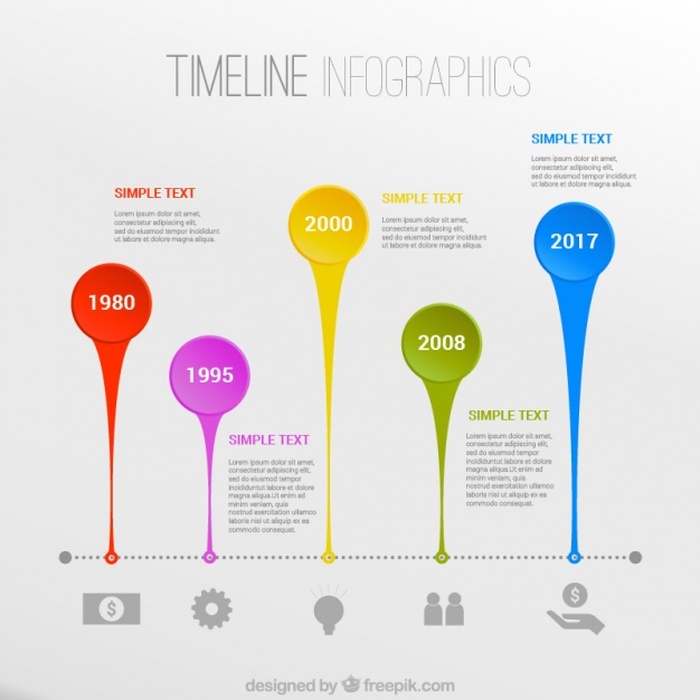 TIMELINE INFOGRAPHICS
SIMPLE TEXT
Lorem ipsum dolor sit amet,
consectetur adipiscing elit,
sed eiusmod tempor incididunt
ut labore et dolore magna aliqua.
1980
1995
SIMPLE TEXT
Lorem ipsum dolor sit amet,
consectetur adipiscing elit,
sed eiusmod tempor
incididunt ut labore et dolore
magna aliqua.Ut enim ad
minim veniam, quis
nostrud exercitation ullamco
laboris nisi ut aliquip ex ea
commodo consequat.
2000
SIMPLE TEXT
Lorem ipsum dolor sit amet,
consectetur adipiscing elit,
sed eiusmod tempor incididunt
ut labore et dolore magna aliqua.
2008
SIMPLE TEXT
Lorem ipsum dolor sit amet,
consectetur adipiscing elit,
sed eiusmod tempor
incididunt ut labore et dolore
magna aliqua.Ut enim ad
minim veniam, quis
nostrud exercitation ullamco
laboris nisi ut aliquip ex ea
commodo consequat.
SIMPLE TEXT
Lorem ipsum dolor sit amet,
consectetur adipiscing elit,
sed eiusmod tempor incididunt
ut labore et dolore magna aliqua.
2017
$
$
designed by freepik.com